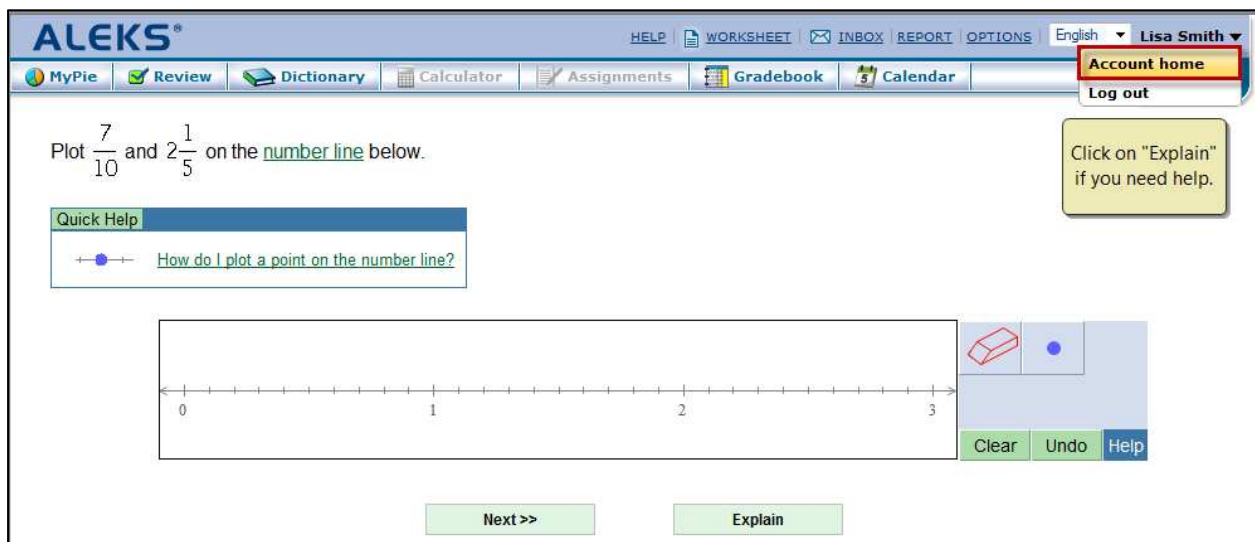 ALEKS®
HELP WORKSHEET INBOX REPORT OPTIONS English Lisa Smith
MyPie Review Dictionary Calculator Assignments Gradebook 5 Calendar
Account home
Log out
Plot 7/10 and 2 1/5 on the number line below.
Click on "Explain"
if you need help.
Quick Help
How do I plot a point on the number line?
0 1 2 3
Clear Undo Help
Next >> Explain